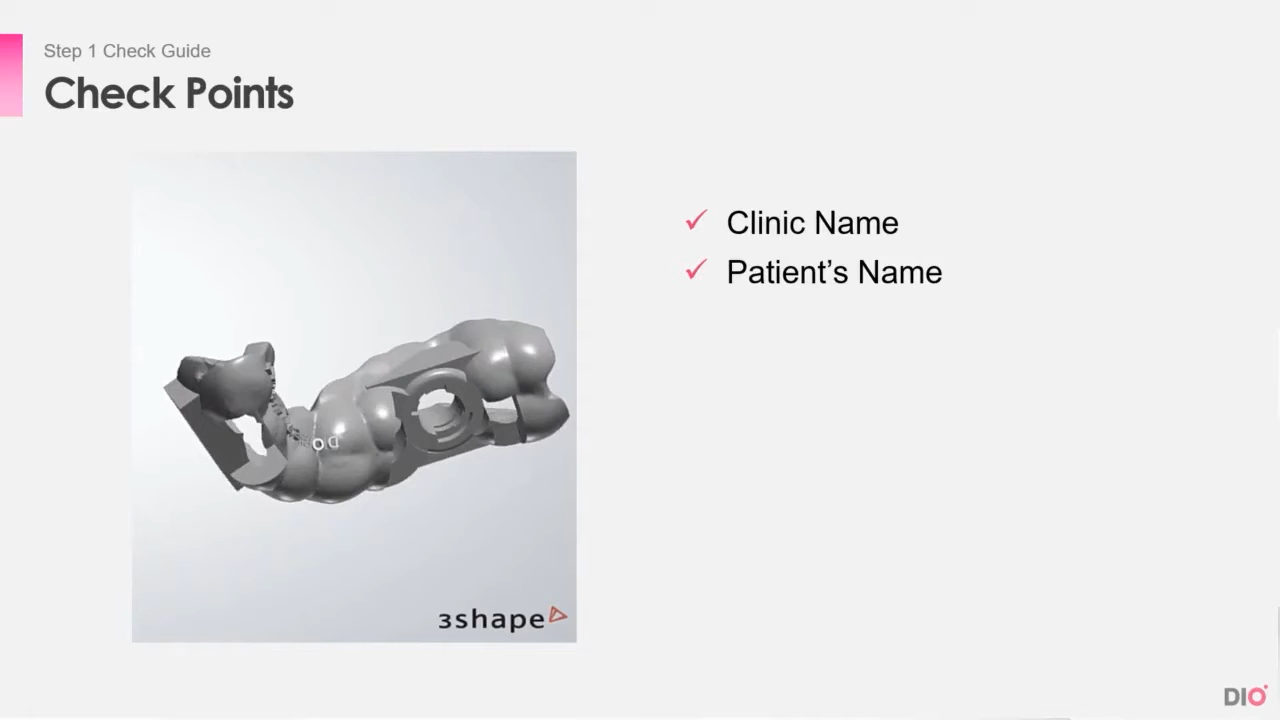 Step 1 Check Guide
Check Points
Clinic Name
Patient’s Name
3shape
DIO